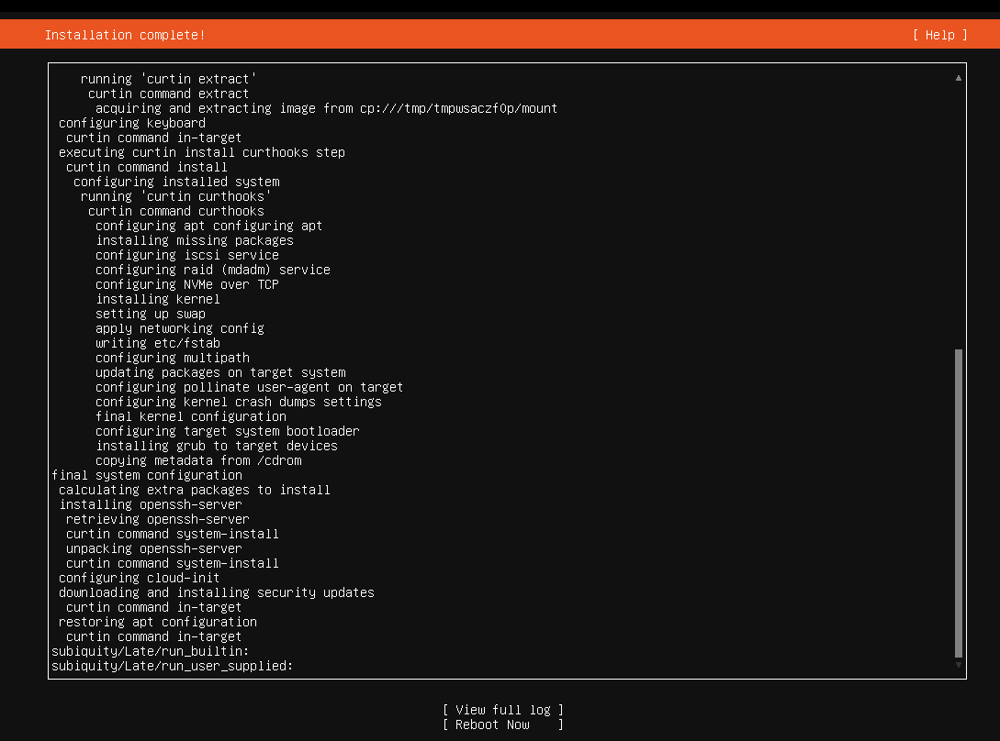 Installation complete! [ Help ]
running 'curtin extract'
curtin command extract
acquiring and extracting image from cp:///tmp/tmpwsaczf0p/mount
configuring keyboard
curtin command in-target
executing curtin install curthooks step
curtin command install
configuring installed system
running 'curtin curthooks'
curtin command curthooks
configuring apt configuring apt
installing missing packages
configuring iscsi service
configuring raid (mdadm) service
configuring NVMe over TCP
installing kernel
setting up swap
apply networking config
writing etc/fstab
configuring multipath
updating packages on target system
configuring pollinate user-agent on target
configuring kernel crash dumps settings
final kernel configuration
configuring target system bootloader
installing grub to target devices
copying metadata from /cdrom
final system configuration
calculating extra packages to install
installing openssh-server
retrieving openssh-server
curtin command system-install
unpacking openssh-server
curtin command system-install
configuring cloud-init
downloading and installing security updates
curtin command in-target
restoring apt configuration
curtin command in-target
subiquity/Late/run_builtin:
subiquity/Late/run_user_supplied:
[ View full log ]
[ Reboot Now ]